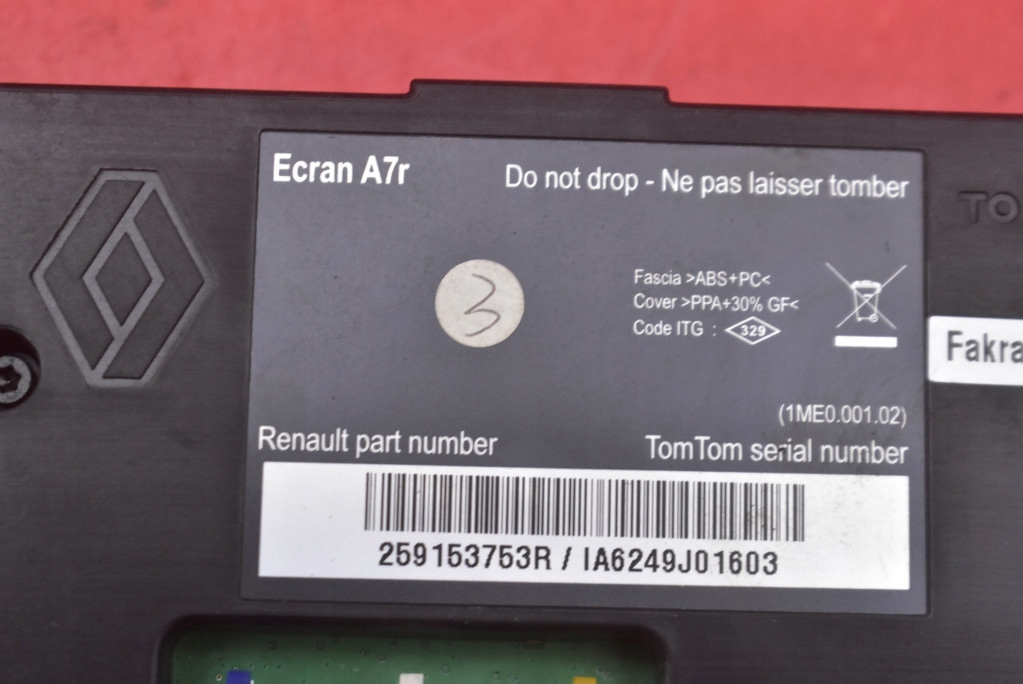 Ecran A7r
Do not drop - Ne pas laisser tomber
TO
3
Fascia >ABS+PC<
Cover >PPA+30% GF<
Code ITG : 329
Fakra
(1ME0.001.02)
Renault part number
TomTom serial number
259153753R / IA6249J01603